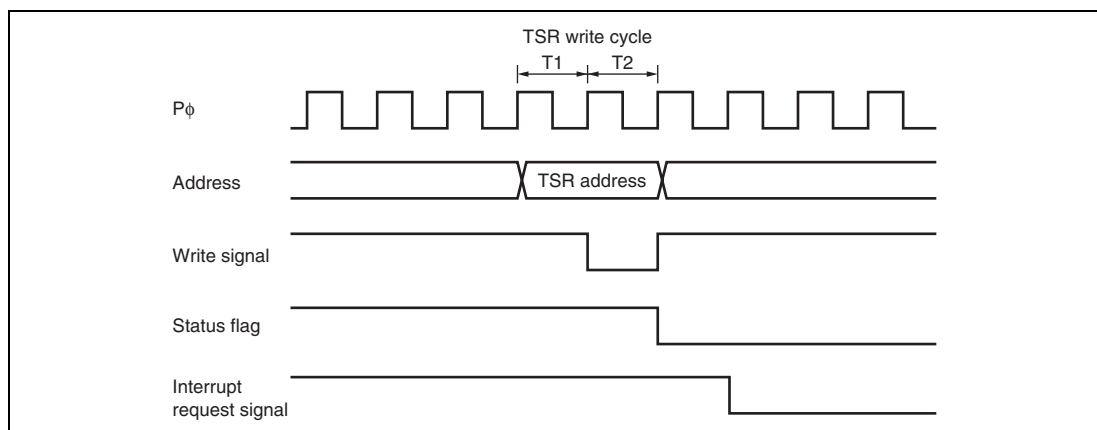 TSR write cycle
T1 T2
Pϕ
Address
TSR address
Write signal
Status flag
Interrupt
request signal